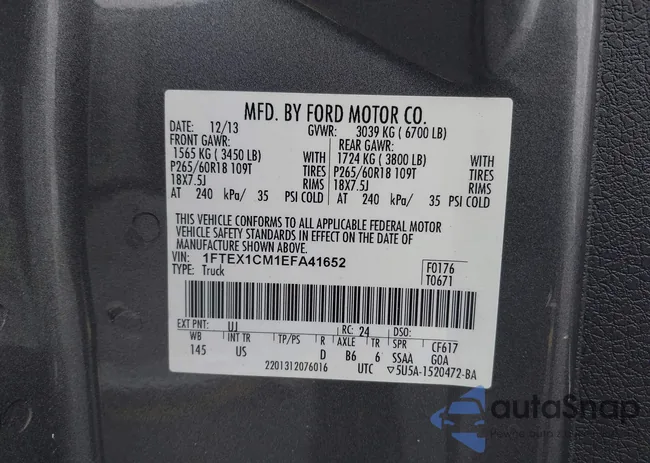 MFD. BY FORD MOTOR CO.
DATE: 12/13 GVWR: 3039 KG ( 6700 LB)
FRONT GAWR: REAR GAWR:
1565 KG ( 3450 LB) WITH 1724 KG ( 3800 LB) WITH
P265/60R18 109T TIRES P265/60R18 109T TIRES
18X7.5J RIMS 18X7.5J RIMS
AT 240 kPa/ 35 PSI COLD AT 240 kPa/ 35 PSI COLD
THIS VEHICLE CONFORMS TO ALL APPLICABLE FEDERAL MOTOR
VEHICLE SAFETY STANDARDS IN EFFECT ON THE DATE OF
MANUFACTURE SHOWN ABOVE.
VIN: 1FTEX1CM1EFA41652 F0176
TYPE: Truck T0671
EXT PNT: UJ RC: 24 DSO:
WB INT TR TP/PS R AXLE TR SPR CF617
145 US D B6 6 SSAA GOA
2201312076016 UTC ▽5U5A-1520472-BA
autoSnap